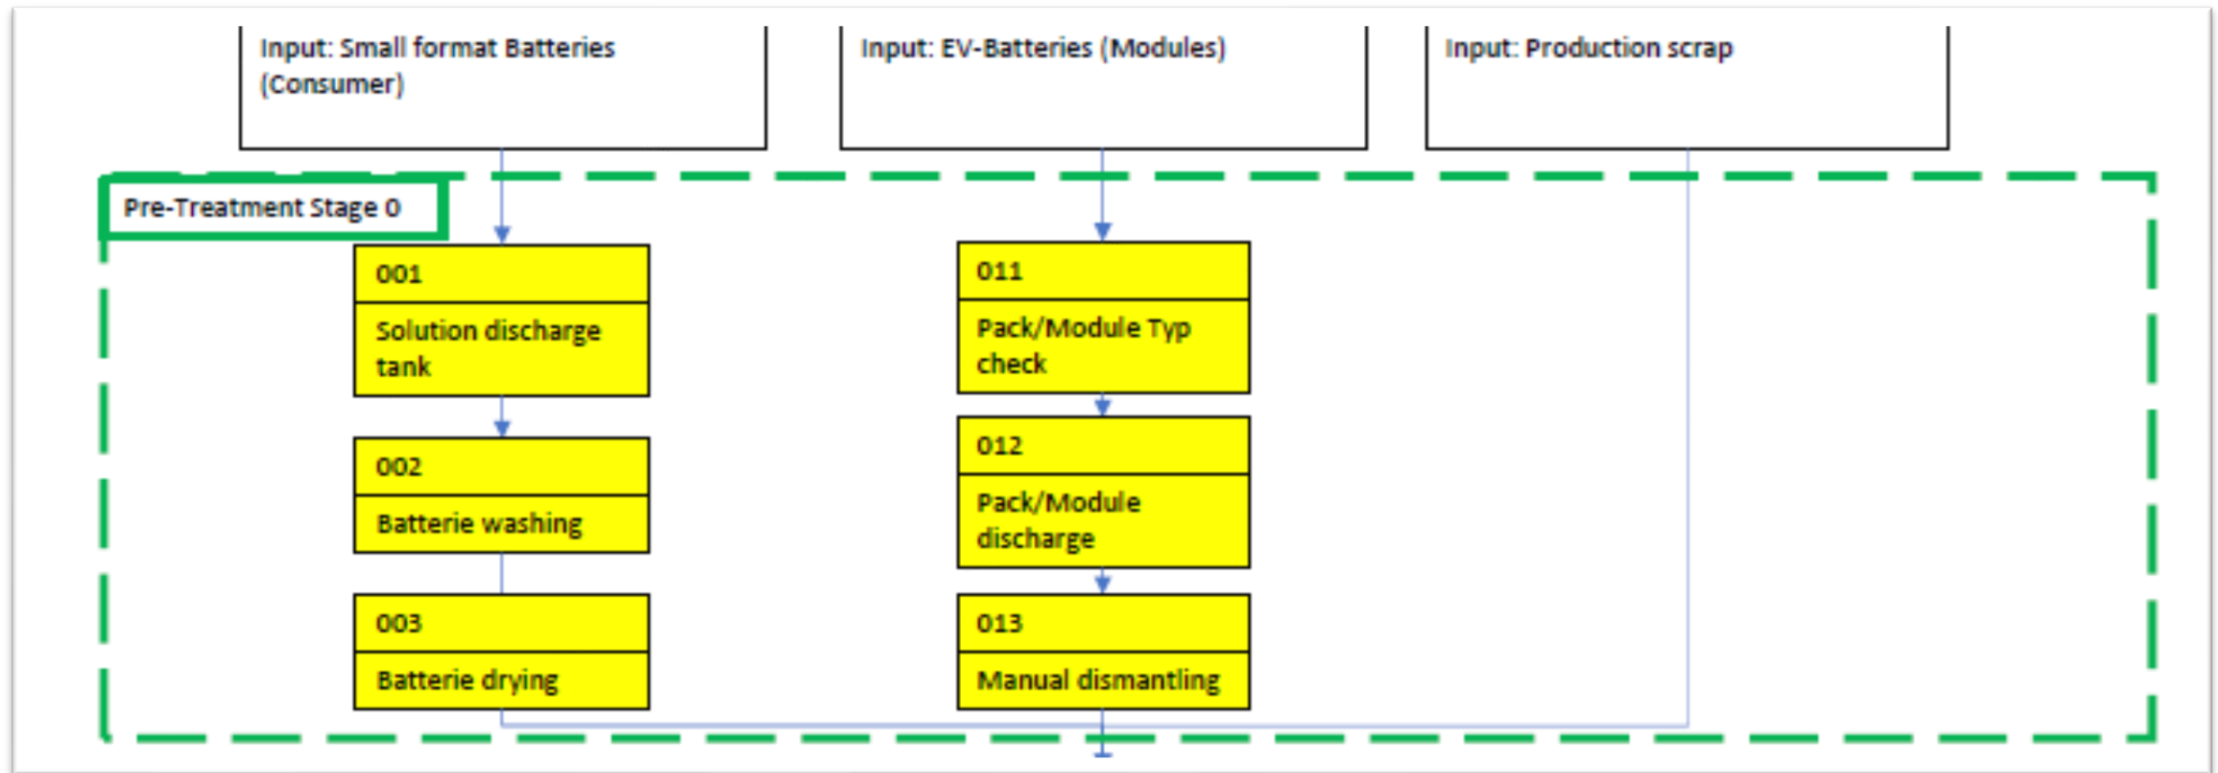 Input: Small format Batteries
(Consumer)
Input: EV-Batteries (Modules)
Input: Production scrap
Pre-Treatment Stage 0
001
Solution discharge
tank
002
Batterie washing
003
Batterie drying
011
Pack/Module Typ
check
012
Pack/Module
discharge
013
Manual dismantling